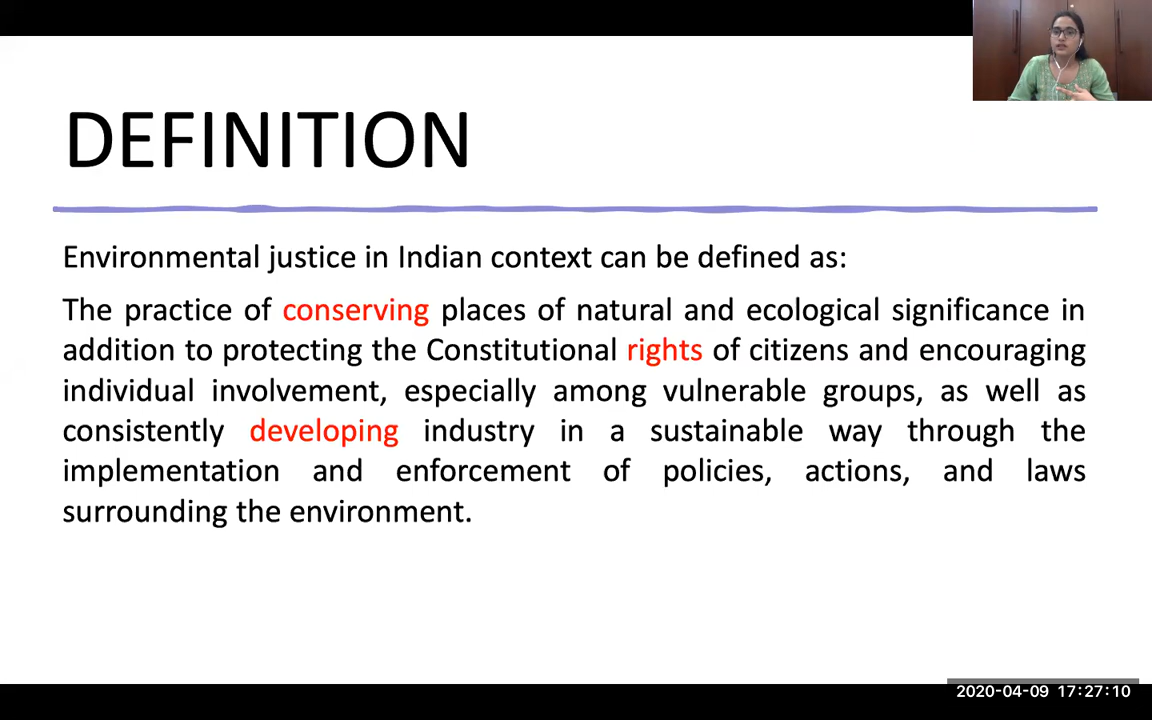 DEFINITION
Environmental justice in Indian context can be defined as:
The practice of conserving places of natural and ecological significance in
addition to protecting the Constitutional rights of citizens and encouraging
individual involvement, especially among vulnerable groups, as well as
consistently developing industry in a sustainable way through the
implementation and enforcement of policies, actions, and laws
surrounding the environment.
2020-04-09 17:27:10